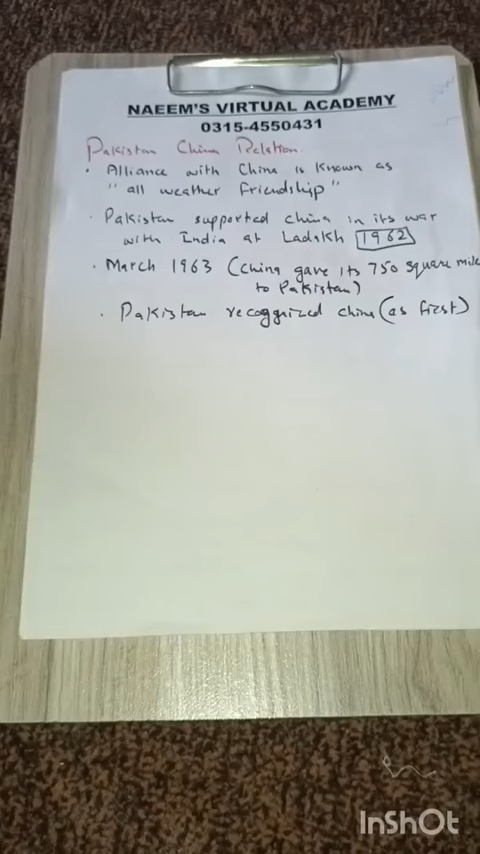 NAEEM'S VIRTUAL ACADEMY
0315-4550431
Pakistan China Relation.
• Alliance with China is known as
"all weather friendship"
• Pakistan supported china in its war
with India at Ladakh 1962
• March 1963 (China gave its 750 square mile
to Pakistan)
• Pakistan recoggnized china (as first)
InShOt